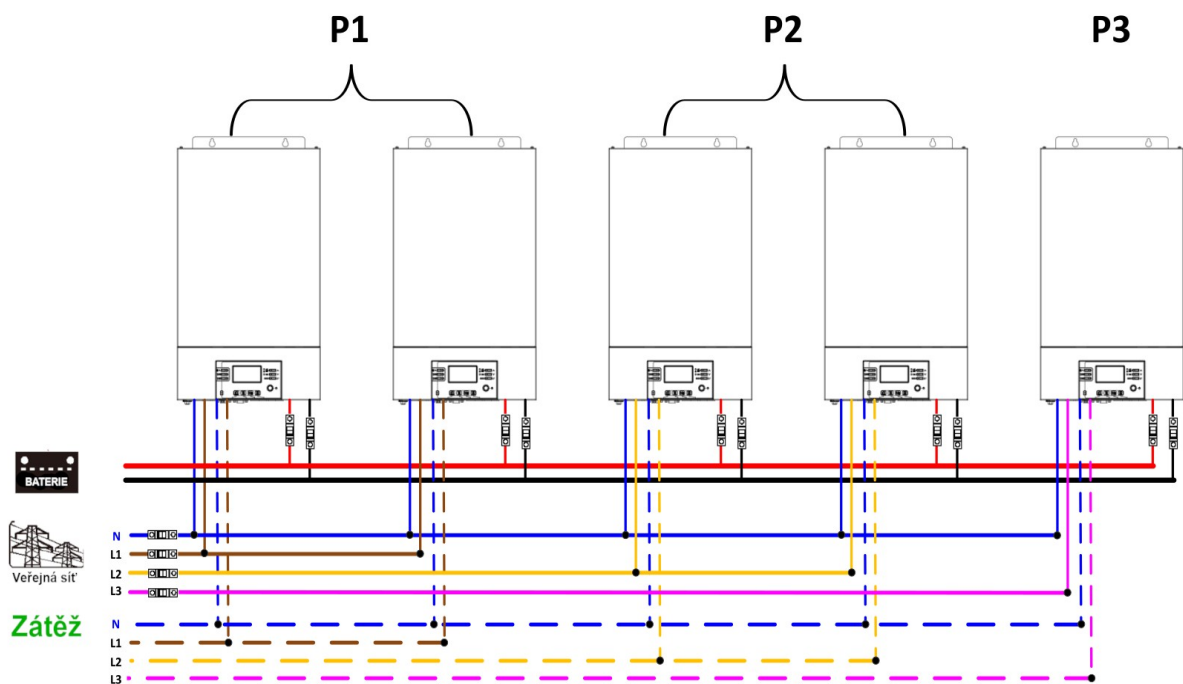 P1
P2
P3
BATERIE
Veřejná síť
N
L1
L2
L3
Zátěž
N
L1
L2
L3